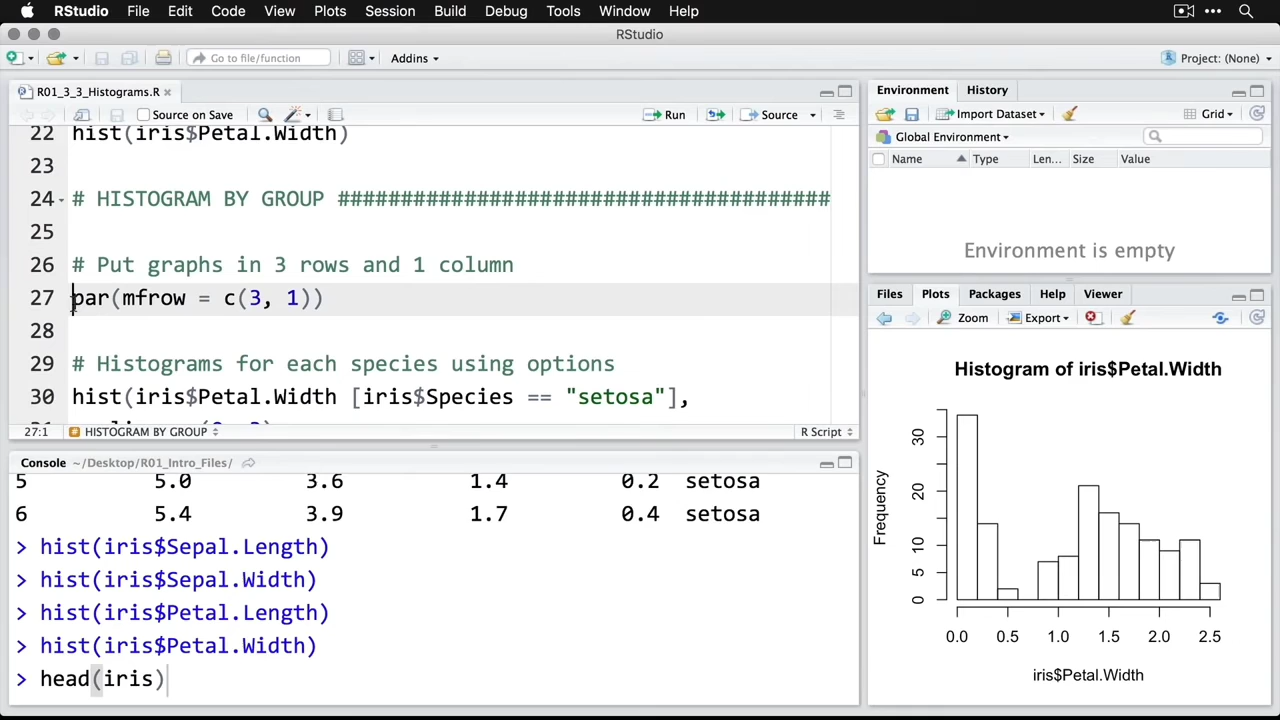 RStudio File Edit Code View Plots Session Build Debug Tools Window Help
RStudio
Go to file/function Addins Project: (None)
R01_3_3_Histograms.R
Source on Save Run Source
22 hist(iris$Petal.Width)
23
24 # HISTOGRAM BY GROUP #######################################
25
26 # Put graphs in 3 rows and 1 column
27 par(mfrow = c(3, 1))
28
29 # Histograms for each species using options
30 hist(iris$Petal.Width [iris$Species == "setosa"],
27:1 HISTOGRAM BY GROUP R Script
Console ~/Desktop/R01_Intro_Files/
5 5.0 3.6 1.4 0.2 setosa
6 5.4 3.9 1.7 0.4 setosa
> hist(iris$Sepal.Length)
> hist(iris$Sepal.Width)
> hist(iris$Petal.Length)
> hist(iris$Petal.Width)
> head(iris)
Environment History
Import Dataset Grid
Global Environment
Name Type Len... Size Value
Environment is empty
Files Plots Packages Help Viewer
Zoom Export
Histogram of iris$Petal.Width
Frequency
0 5 10 20 30
0.0 0.5 1.0 1.5 2.0 2.5
iris$Petal.Width